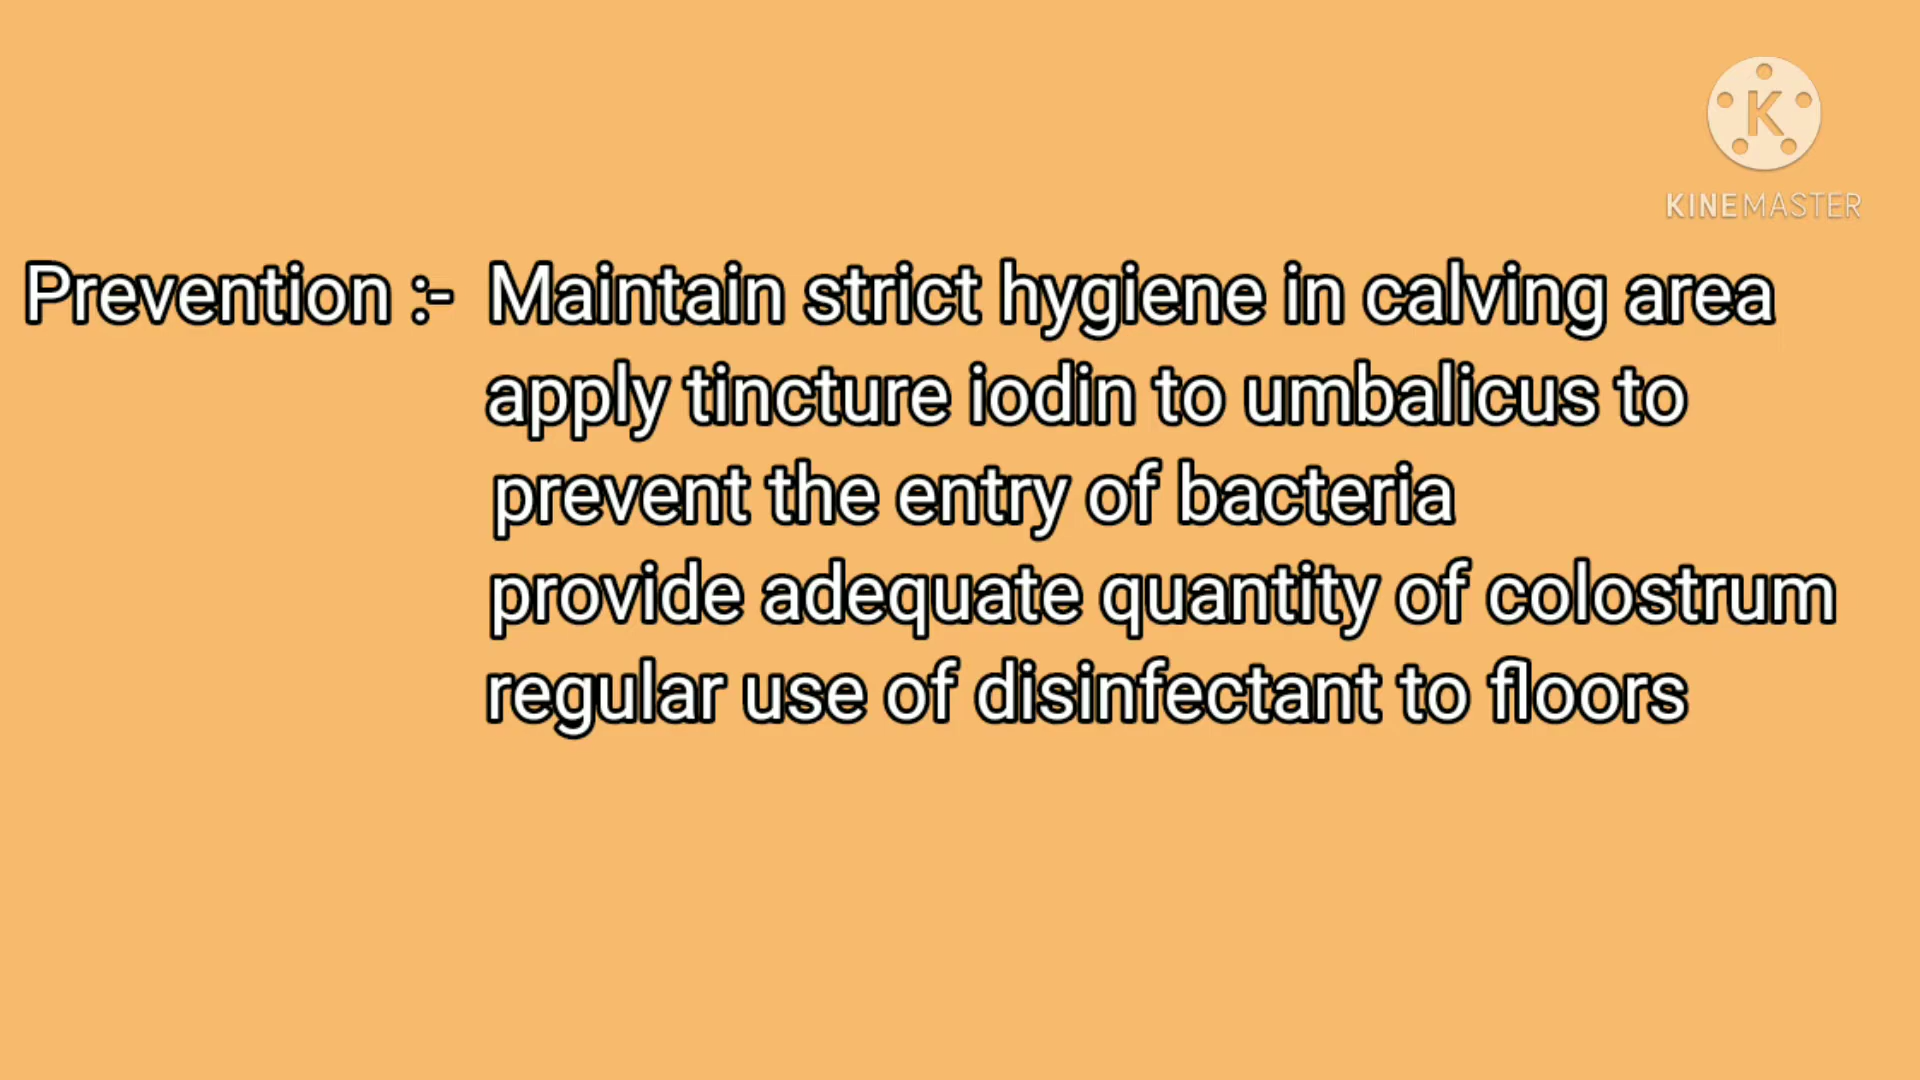 K
KINEMASTER
Prevention :- Maintain strict hygiene in calving area
apply tincture iodin to umbalicus to
prevent the entry of bacteria
provide adequate quantity of colostrum
regular use of disinfectant to floors